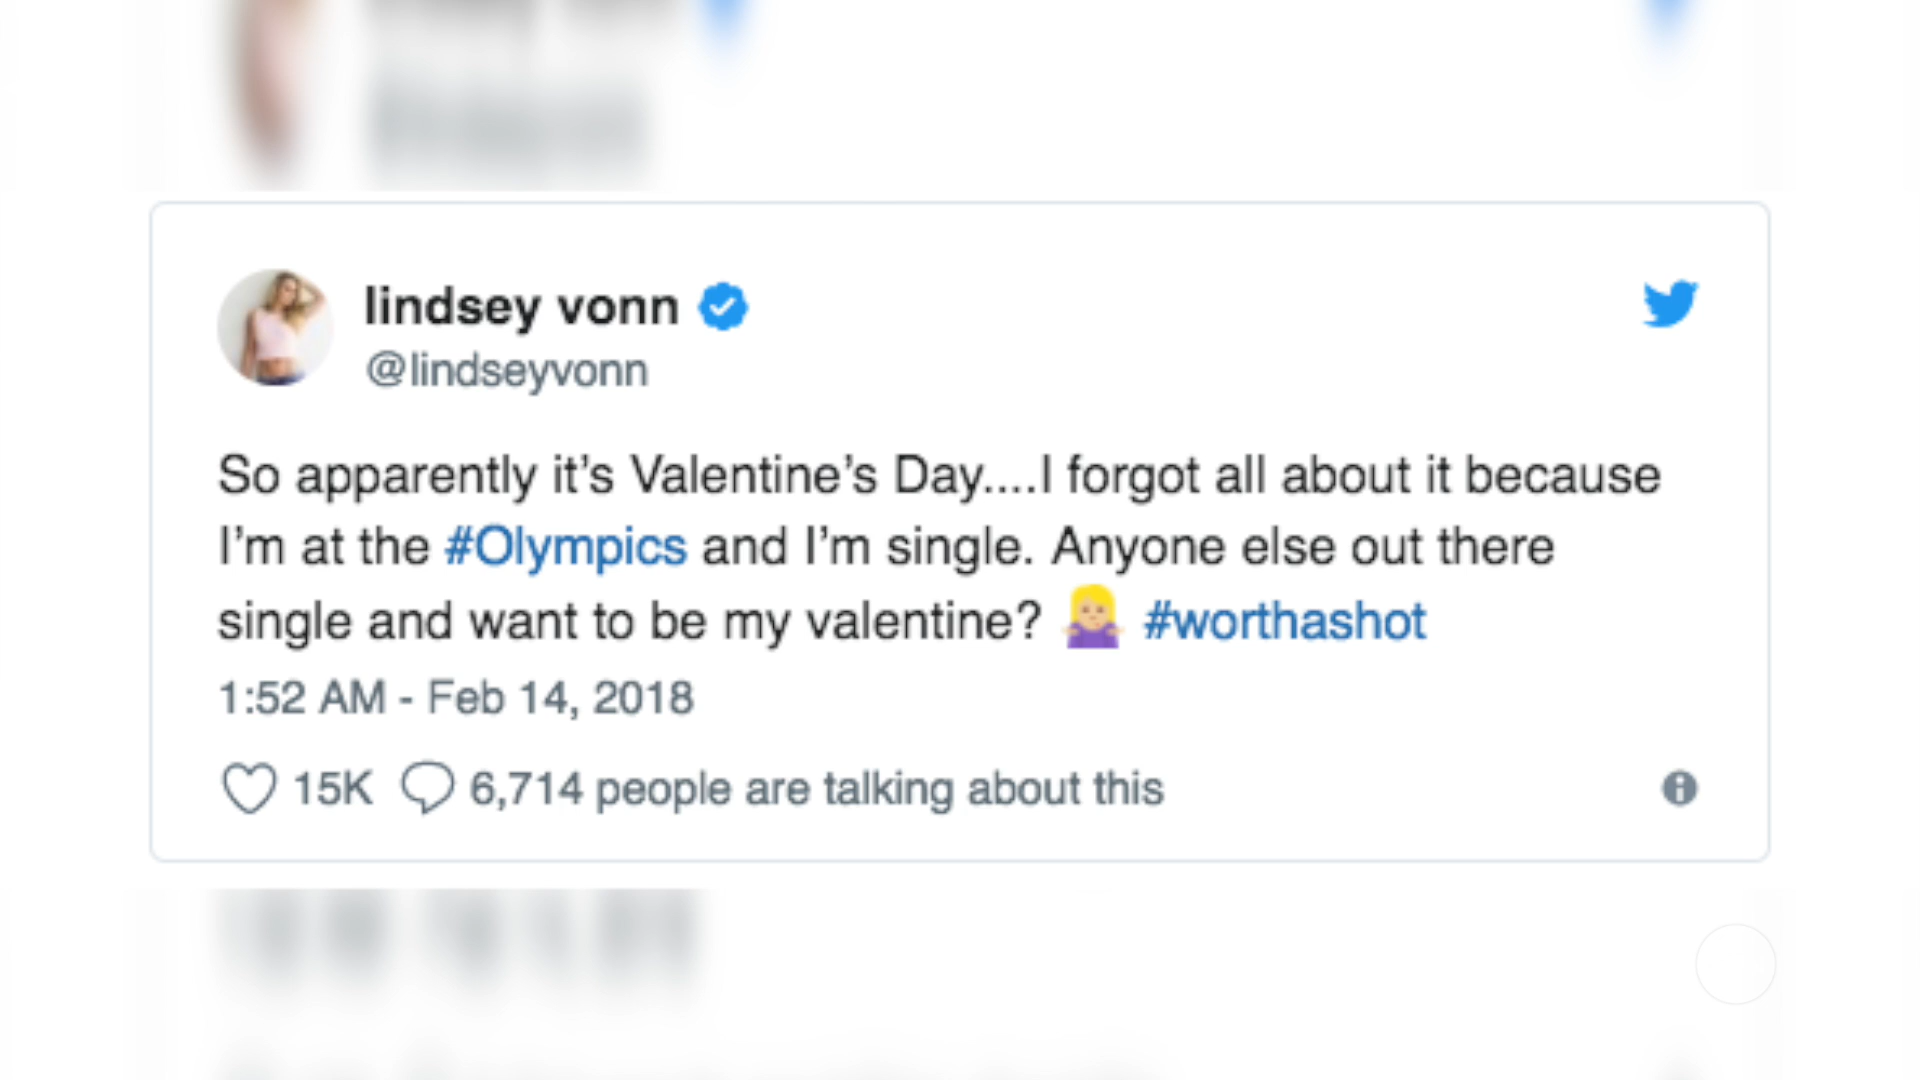 lindsey vonn
@lindseyvonn
So apparently it’s Valentine’s Day....I forgot all about it because
I’m at the #Olympics and I’m single. Anyone else out there
single and want to be my valentine? 🤷🏼‍♀️ #worthashot
1:52 AM - Feb 14, 2018
15K 6,714 people are talking about this